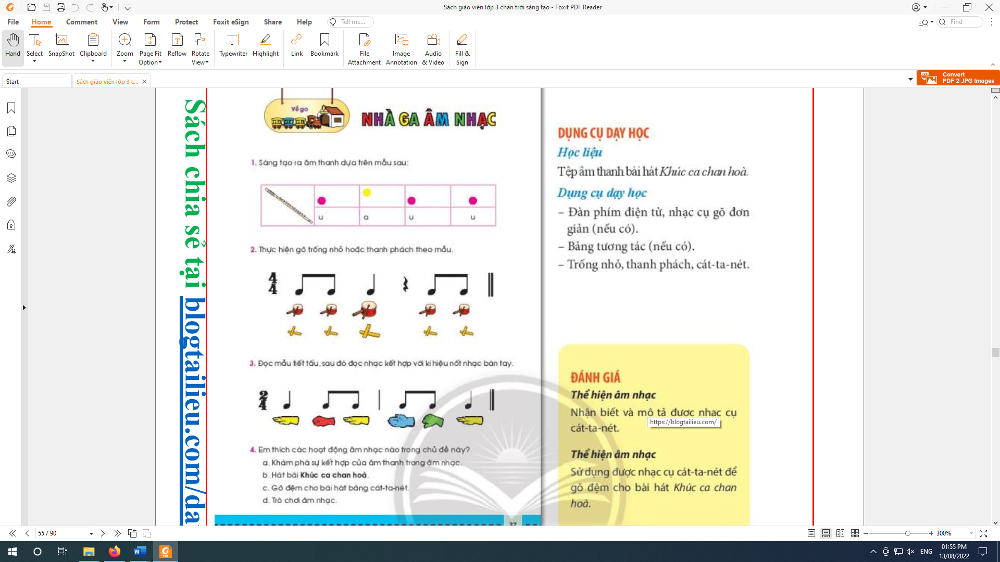 Sách giáo viên lớp 3 chân trời sáng tạo - Foxit PDF Reader
File Home Comment View Form Protect Foxit eSign Share Help Tell me... Find
Hand Select SnapShot Clipboard Zoom Page Fit Option Reflow Rotate View Typewriter Highlight Link Bookmark File Attachment Image Annotation Audio & Video Fill & Sign
Start
Sách giáo viên lớp 3 c...
Convert
PDF 2 JPG Images
Sách chia sẻ tại blogtailieu.com/da
Về ga
NHÀ GA ÂM NHẠC
1. Sáng tạo ra âm thanh dựa trên mẫu sau:
u a u u
2. Thực hiện gõ trống nhỏ hoặc thanh phách theo mẫu.
4
4
3. Đọc mẫu tiết tấu, sau đó đọc nhạc kết hợp với kí hiệu nốt nhạc bàn tay.
2
4
4. Em thích các hoạt động âm nhạc nào trong chủ đề này?
a. Khám phá sự kết hợp của âm thanh trong âm nhạc.
b. Hát bài Khúc ca chan hoà.
c. Gõ đệm cho bài hát bằng cát-ta-nét.
d. Trò chơi âm nhạc.
37
DỤNG CỤ DẠY HỌC
Học liệu
Tệp âm thanh bài hát Khúc ca chan hoà.
Dụng cụ dạy học
– Đàn phím điện tử, nhạc cụ gõ đơn
giản (nếu có).
– Bảng tương tác (nếu có).
– Trống nhỏ, thanh phách, cát-ta-nét.
ĐÁNH GIÁ
Thể hiện âm nhạc
Nhận biết và mô tả được nhạc cụ
https://blogtailieu.com/
cát-ta-nét.
Thể hiện âm nhạc
Sử dụng được nhạc cụ cát-ta-nét để
gõ đệm cho bài hát Khúc ca chan
hoà.
55 / 90
300%
ENG
01:55 PM
13/08/2022